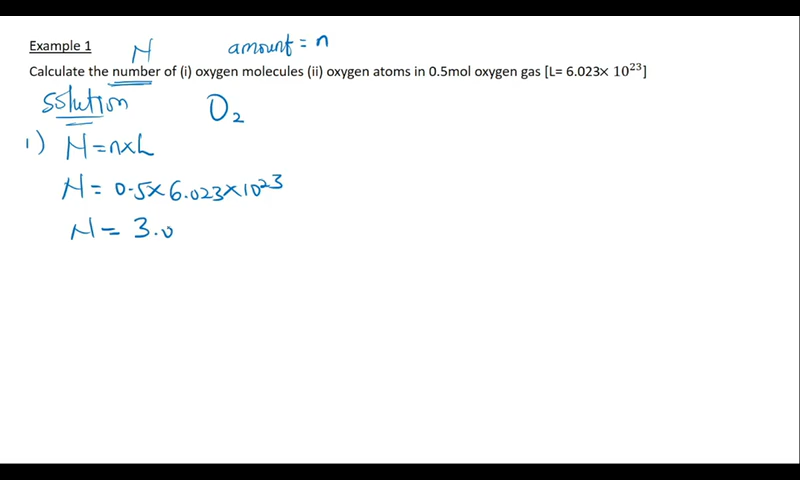 Example 1 N amount = n
Calculate the number of (i) oxygen molecules (ii) oxygen atoms in 0.5mol oxygen gas [L= 6.023× 10²³]
Solution O₂
1) N = n×L
N = 0.5×6.023×10²³
N = 3.0